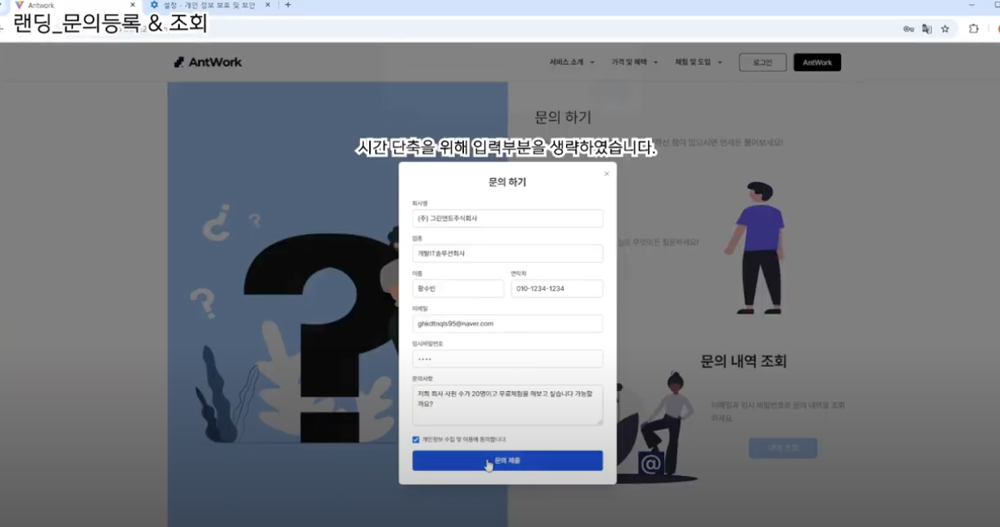 Antwork
설정 - 개인 정보 보호 및 보안
랜딩_문의등록 & 조회
AntWork
서비스 소개
가격 및 혜택
체험 및 도입
로그인
AntWork
문의 하기
시간 단축을 위해 입력부분을 생략하였습니다.
있으시면 언제든 물어보세요!
문의 하기
회사명
(주) 그린앤트주식회사
업종
개발IT솔루션회사
이름
연락처
황수빈
010-1234-1234
이메일
ghkdtnqls95@naver.com
임시비밀번호
문의사항
저희 회사 사원 수가 20명이고 무료체험을 해보고 싶습니다 가능할
까요?
개인정보 수집 및 이용에 동의합니다.
문의 제출
무엇이든 질문하세요!
문의 내역 조회
이메일과 임시 비밀번호로 문의 내역을 조회
하세요.
내역 조회